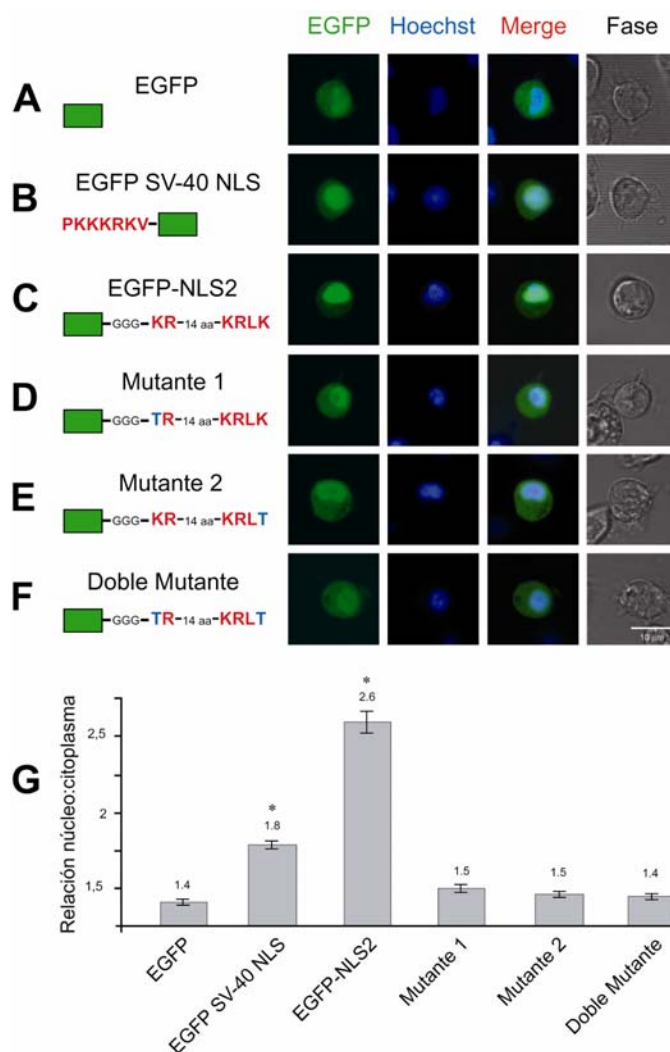 EGFP Hoechst Merge Fase
A
EGFP
B
EGFP SV-40 NLS
PKKKRKV
C
EGFP-NLS2
GGG-KR-14 aa-KRLK
D
Mutante 1
GGG-TR-14 aa-KRLK
E
Mutante 2
GGG-KR-14 aa-KRLT
F
Doble Mutante
GGG-TR-14 aa-KRLT
10 µm
G
Relación núcleo:citoplasma
2,5
2
1,5
1.4
*
1.8
*
2.6
1.5
1.5
1.4
EGFP
EGFP SV-40 NLS
EGFP-NLS2
Mutante 1
Mutante 2
Doble Mutante